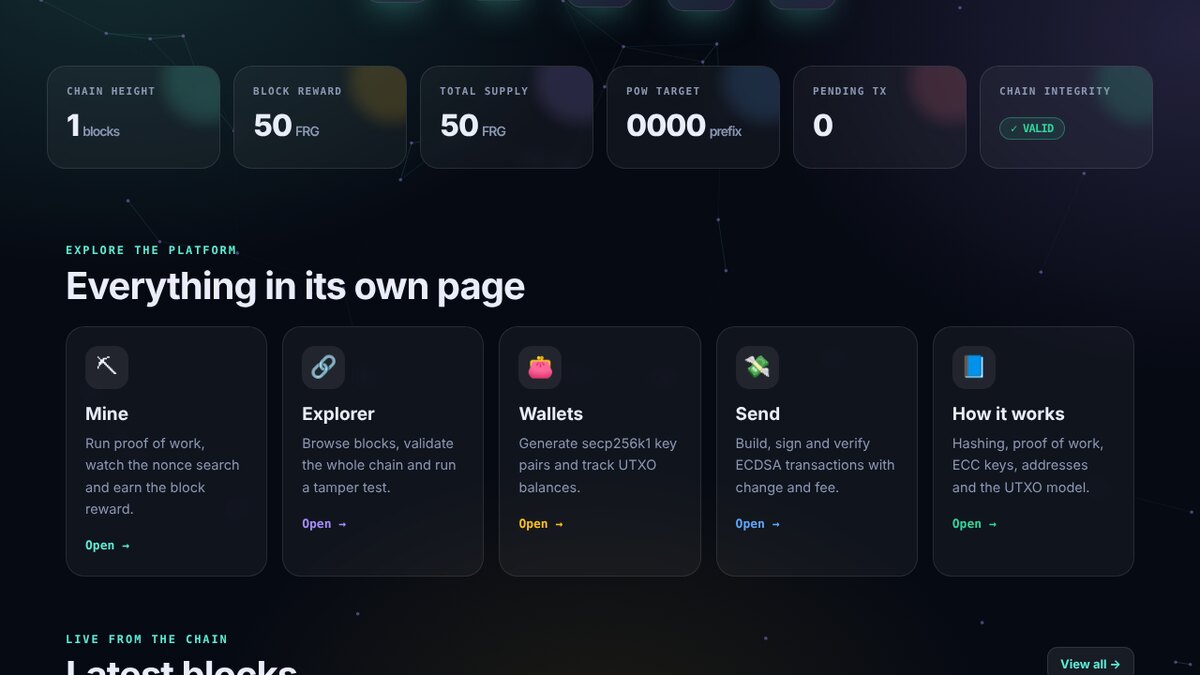 CHAIN HEIGHT
1 blocks
BLOCK REWARD
50 FRG
TOTAL SUPPLY
50 FRG
POW TARGET
0000 prefix
PENDING TX
0
CHAIN INTEGRITY
✓ VALID
EXPLORE THE PLATFORM
Everything in its own page
Mine
Run proof of work,
watch the nonce search
and earn the block
reward.
Open →
Explorer
Browse blocks, validate
the whole chain and run
a tamper test.
Open →
Wallets
Generate secp256k1 key
pairs and track UTXO
balances.
Open →
Send
Build, sign and verify
ECDSA transactions with
change and fee.
Open →
How it works
Hashing, proof of work,
ECC keys, addresses
and the UTXO model.
Open →
LIVE FROM THE CHAIN
Latest blocks
View all →